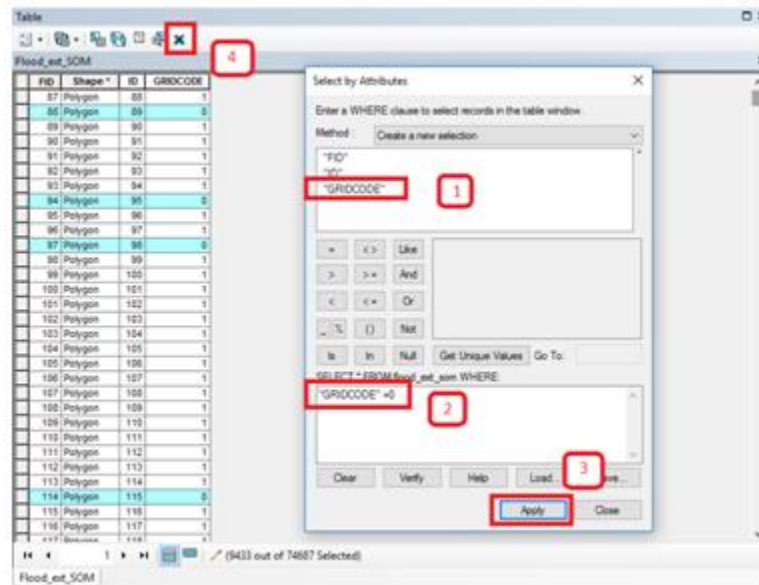 Table
4
Flood_ext_SOM
FID Shape * ID GRIDCODE
87 Polygon 88 1
88 Polygon 89 0
89 Polygon 90 1
90 Polygon 91 1
91 Polygon 92 1
92 Polygon 93 1
93 Polygon 94 1
94 Polygon 95 0
95 Polygon 96 1
96 Polygon 97 1
97 Polygon 98 0
98 Polygon 99 1
99 Polygon 100 1
100 Polygon 101 1
101 Polygon 102 1
102 Polygon 103 1
103 Polygon 104 1
104 Polygon 105 1
105 Polygon 106 1
106 Polygon 107 1
107 Polygon 108 1
108 Polygon 109 1
109 Polygon 110 1
110 Polygon 111 1
111 Polygon 112 1
112 Polygon 113 1
113 Polygon 114 1
114 Polygon 115 0
115 Polygon 116 1
116 Polygon 117 1
1 (9433 out of 74687 Selected)
Flood_ext_SOM
Select by Attributes
Enter a WHERE clause to select records in the table window.
Method : Create a new selection
"FID"
"ID"
"GRIDCODE"
1
= <> Like
> > = And
< < = Or
_ % () Not
Is In Null Get Unique Values Go To:
SELECT * FROM flood_ext_som WHERE:
"GRIDCODE" =0
2
3
Clear Verify Help Load...
Apply Close